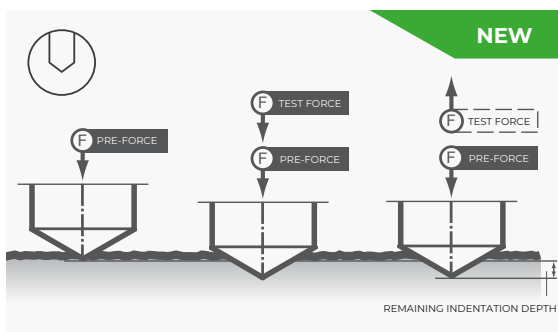 NEW
F TEST FORCE
F TEST FORCE
F PRE-FORCE
F PRE-FORCE
F PRE-FORCE
REMAINING INDENTATION DEPTH